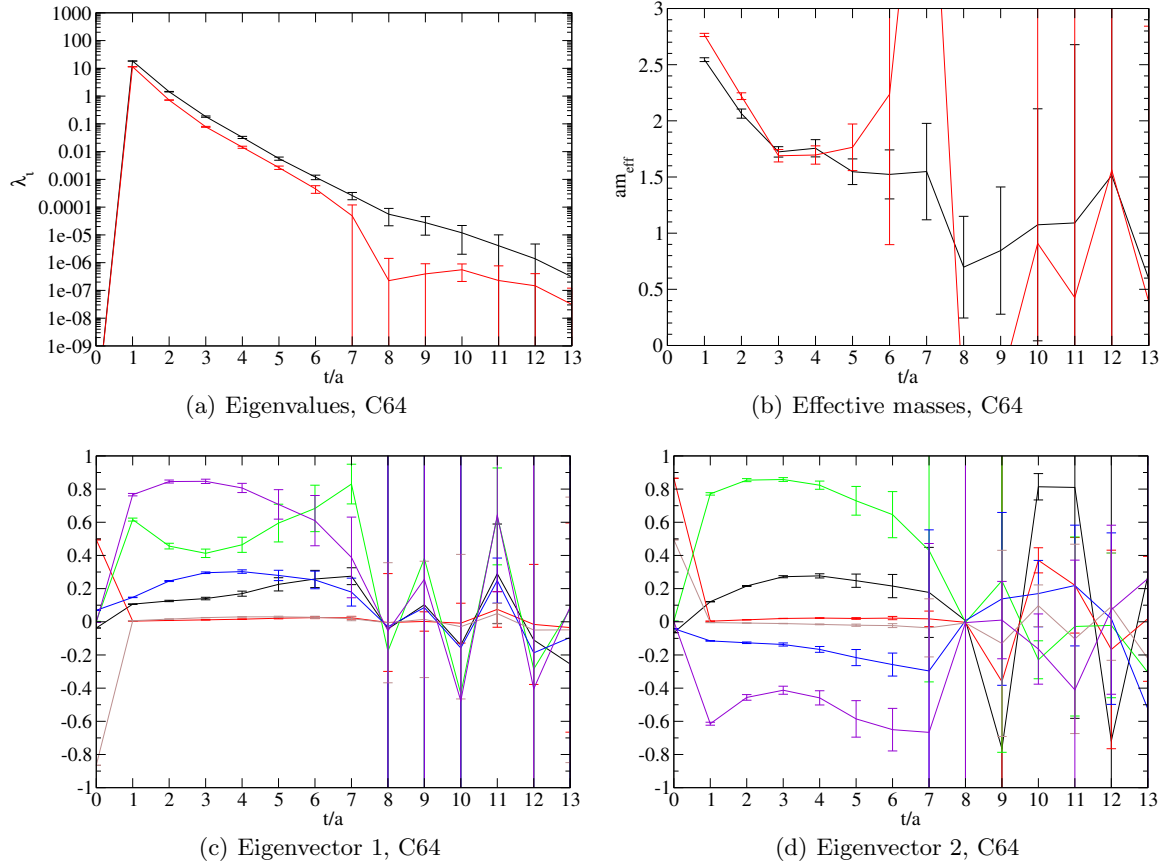 1000
100
10
1
0.1
0.01
0.001
0.0001
1e-05
1e-06
1e-07
1e-08
1e-09
λι
0 1 2 3 4 5 6 7 8 9 10 11 12 13
t/a
(a) Eigenvalues, C64
3
2.5
2
1.5
1
0.5
0
am_eff
0 1 2 3 4 5 6 7 8 9 10 11 12 13
t/a
(b) Effective masses, C64
1
0.8
0.6
0.4
0.2
0
-0.2
-0.4
-0.6
-0.8
-1
0 1 2 3 4 5 6 7 8 9 10 11 12 13
t/a
(c) Eigenvector 1, C64
1
0.8
0.6
0.4
0.2
0
-0.2
-0.4
-0.6
-0.8
-1
0 1 2 3 4 5 6 7 8 9 10 11 12 13
t/a
(d) Eigenvector 2, C64